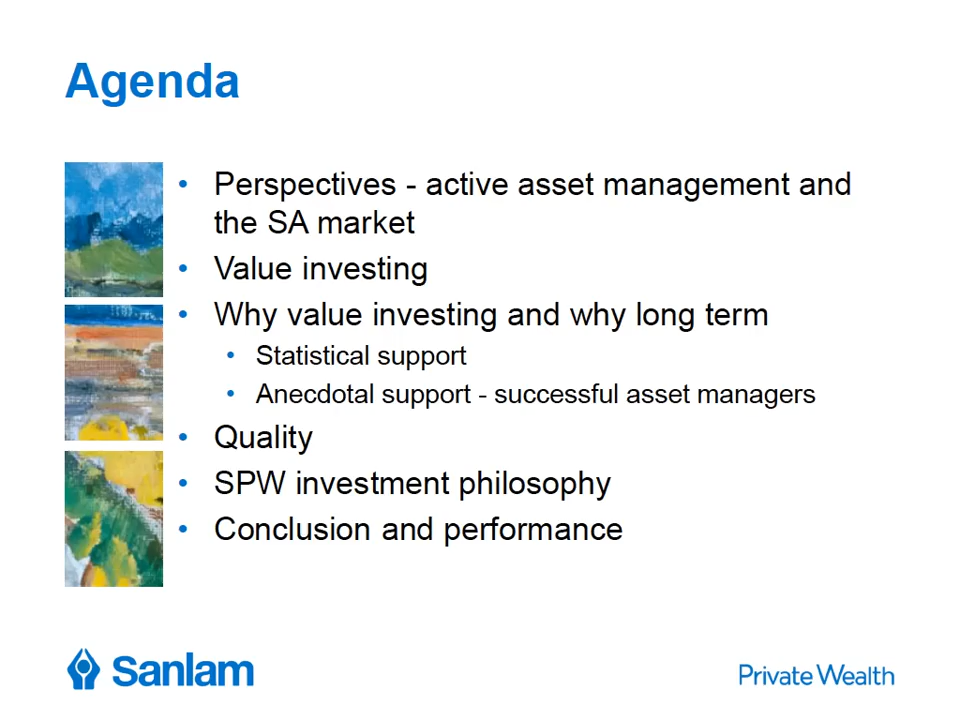 Agenda
• Perspectives - active asset management and
the SA market
• Value investing
• Why value investing and why long term
• Statistical support
• Anecdotal support - successful asset managers
• Quality
• SPW investment philosophy
• Conclusion and performance
Sanlam
Private Wealth